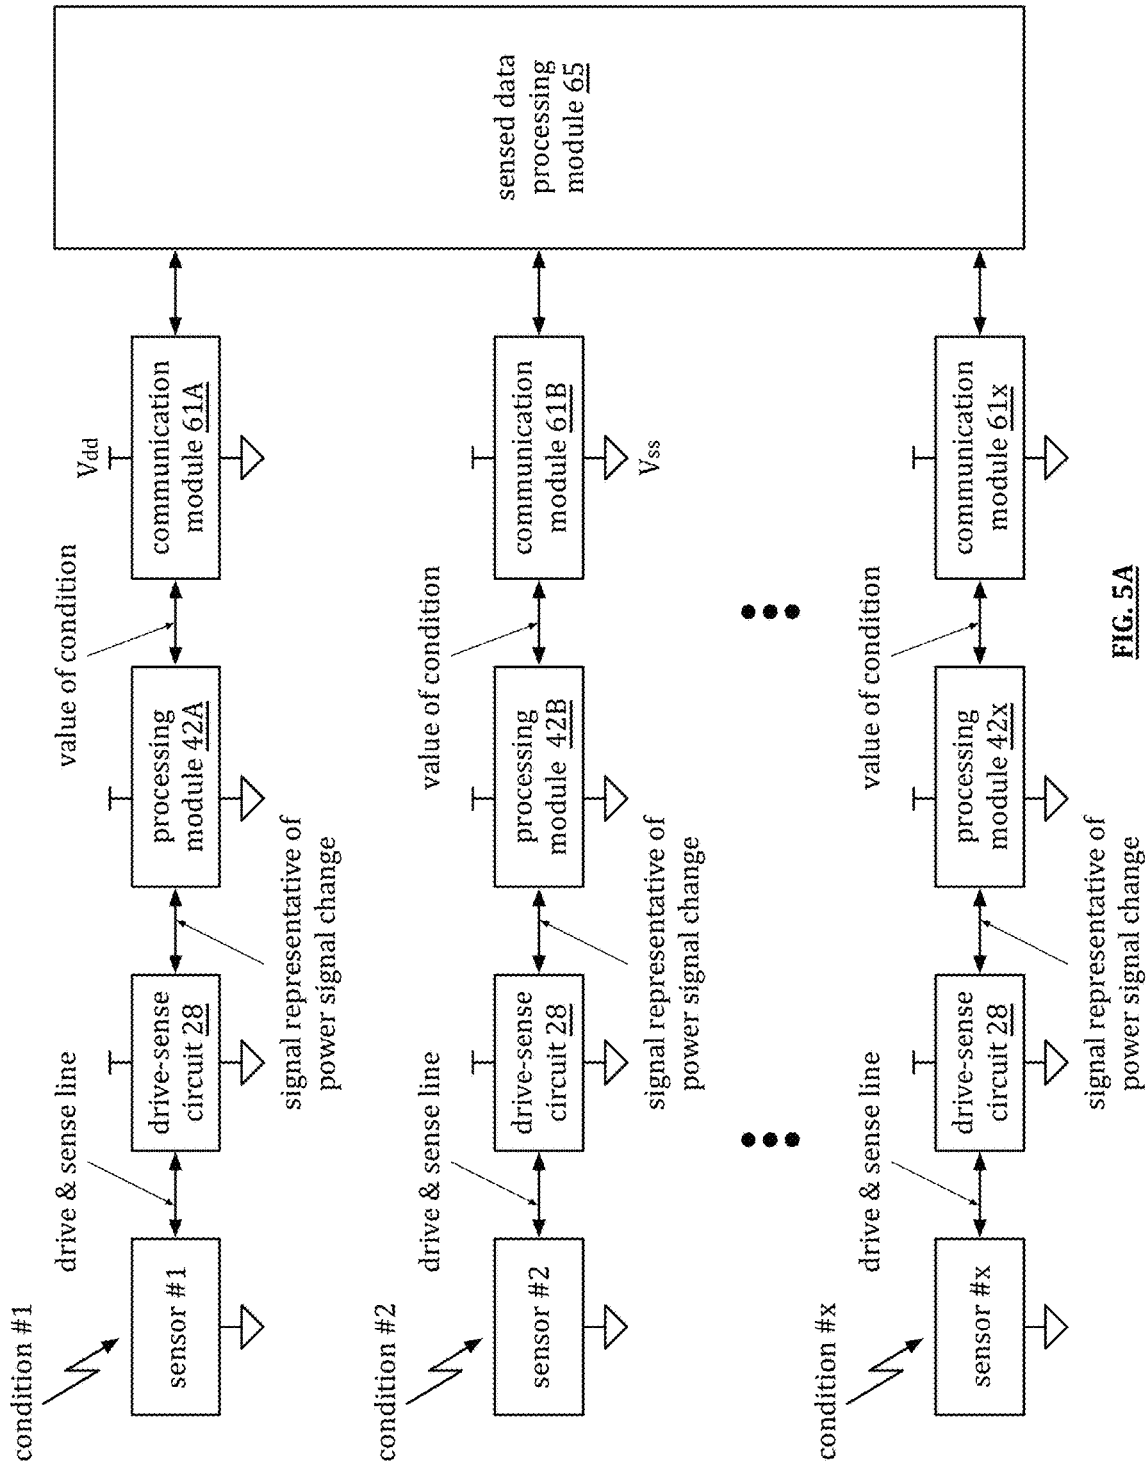 condition #1
drive & sense line
value of condition
Vdd
sensor #1
drive-sense
circuit 28
processing
module 42A
communication
module 61A
signal representative of
power signal change
condition #2
drive & sense line
value of condition
sensor #2
drive-sense
circuit 28
processing
module 42B
communication
module 61B
Vss
signal representative of
power signal change
sensed data
processing
module 65
condition #x
drive & sense line
value of condition
sensor #x
drive-sense
circuit 28
processing
module 42x
communication
module 61x
signal representative of
power signal change
FIG. 5A